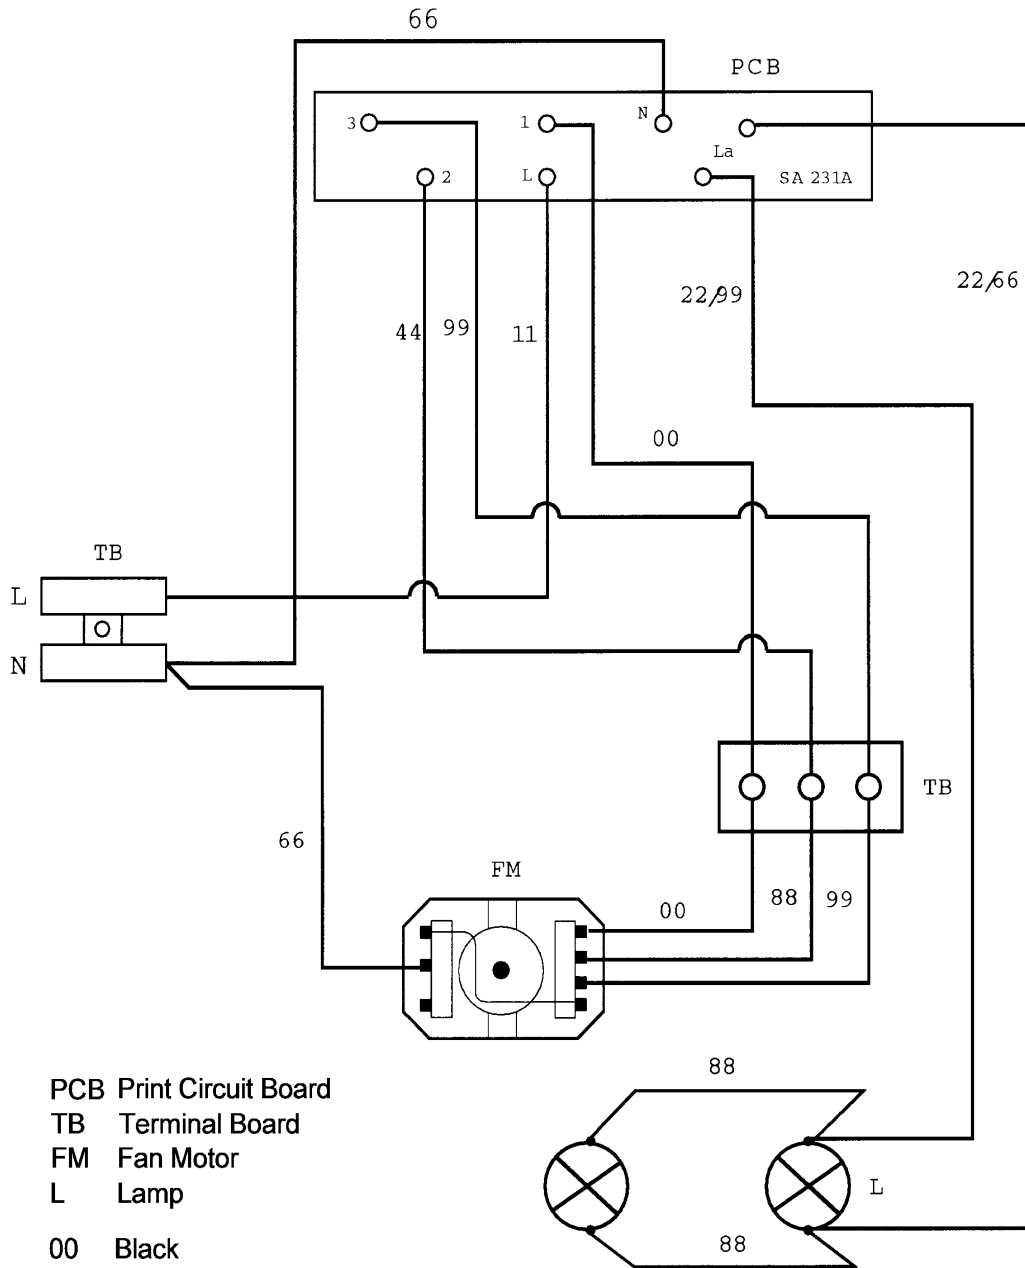 66
PCB
3
1
N
La
2
L
SA 231A
22/99
22/66
44
99
11
00
TB
L
N
TB
66
FM
00
88
99
88
L
88
PCB Print Circuit Board
TB Terminal Board
FM Fan Motor
L Lamp
00 Black